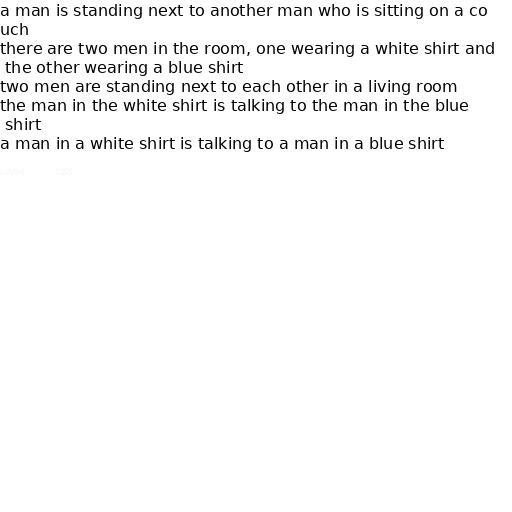 a man is standing next to another man who is sitting on a co
uch
there are two men in the room, one wearing a white shirt and
 the other wearing a blue shirt
two men are standing next to each other in a living room
the man in the white shirt is talking to the man in the blue
 shirt
a man in a white shirt is talking to a man in a blue shirt